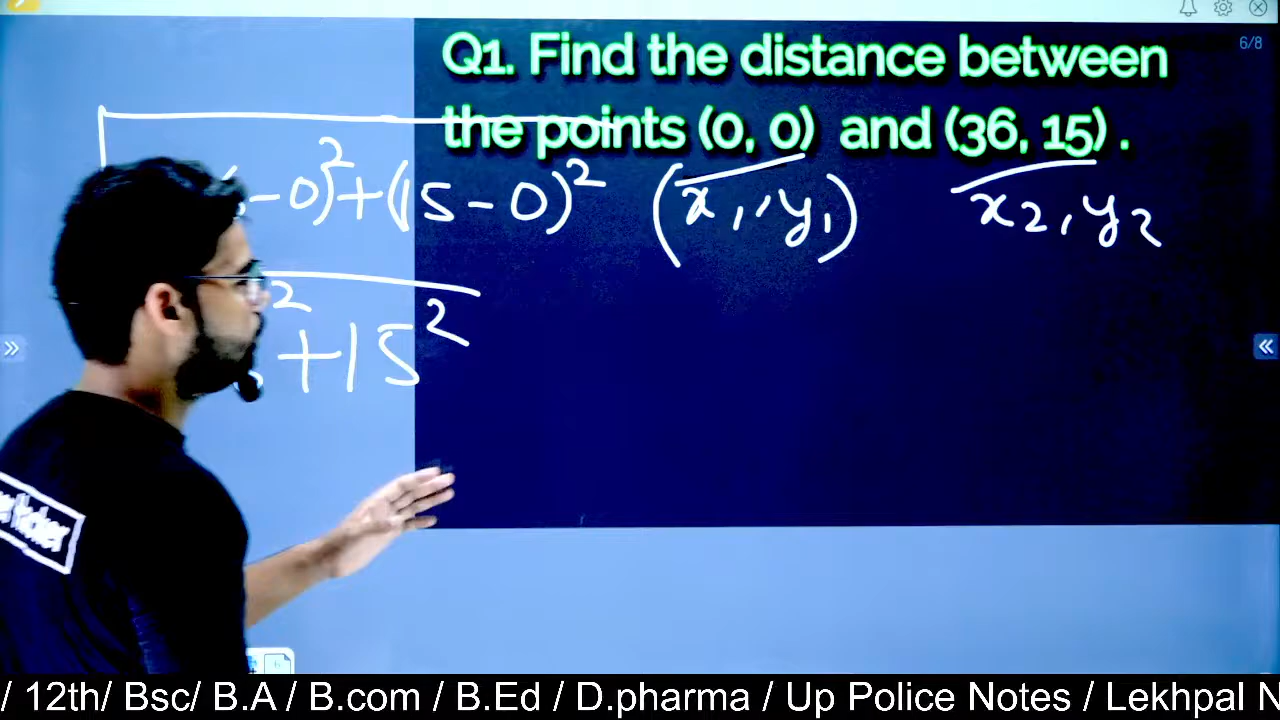 Q1. Find the distance between
6/8
the points (0, 0) and (36, 15) .
-0)²+(15-0)² (x₁, y₁) x₂, y₂
² +15²
/ 12th/ Bsc/ B.A / B.com / B.Ed / D.pharma / Up Police Notes / Lekhpal N